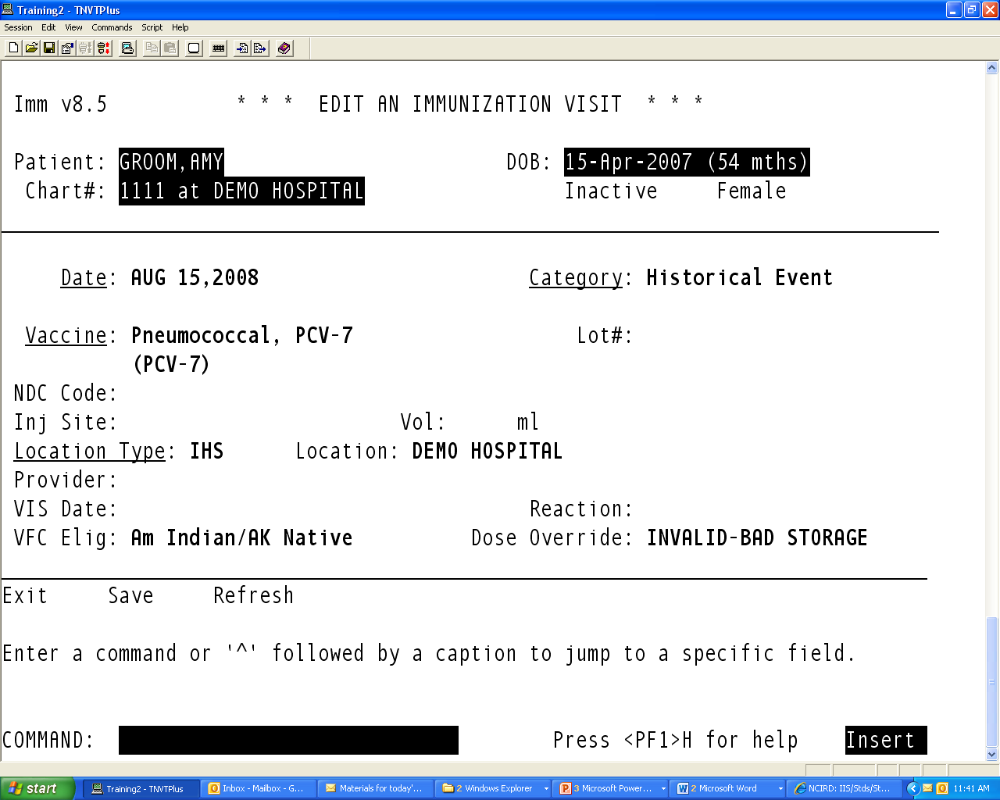 Training2 - TNVTPlus
Session Edit View Commands Script Help
Imm v8.5 * * * EDIT AN IMMUNIZATION VISIT * * *
Patient: GROOM,AMY DOB: 15-Apr-2007 (54 mths)
Chart#: 1111 at DEMO HOSPITAL Inactive Female
Date: AUG 15,2008 Category: Historical Event
Vaccine: Pneumococcal, PCV-7 Lot#:
(PCV-7)
NDC Code:
Inj Site: Vol: ml
Location Type: IHS Location: DEMO HOSPITAL
Provider:
VIS Date: Reaction:
VFC Elig: Am Indian/AK Native Dose Override: INVALID-BAD STORAGE
Exit Save Refresh
Enter a command or '^' followed by a caption to jump to a specific field.
COMMAND: Press <PF1>H for help Insert
start Training2 - TNVTPlus Inbox - Mailbox - G... Materials for today'... 2 Windows Explorer 3 Microsoft Power... 2 Microsoft Word NCIRD: IIS/Stds/St... 11:41 AM